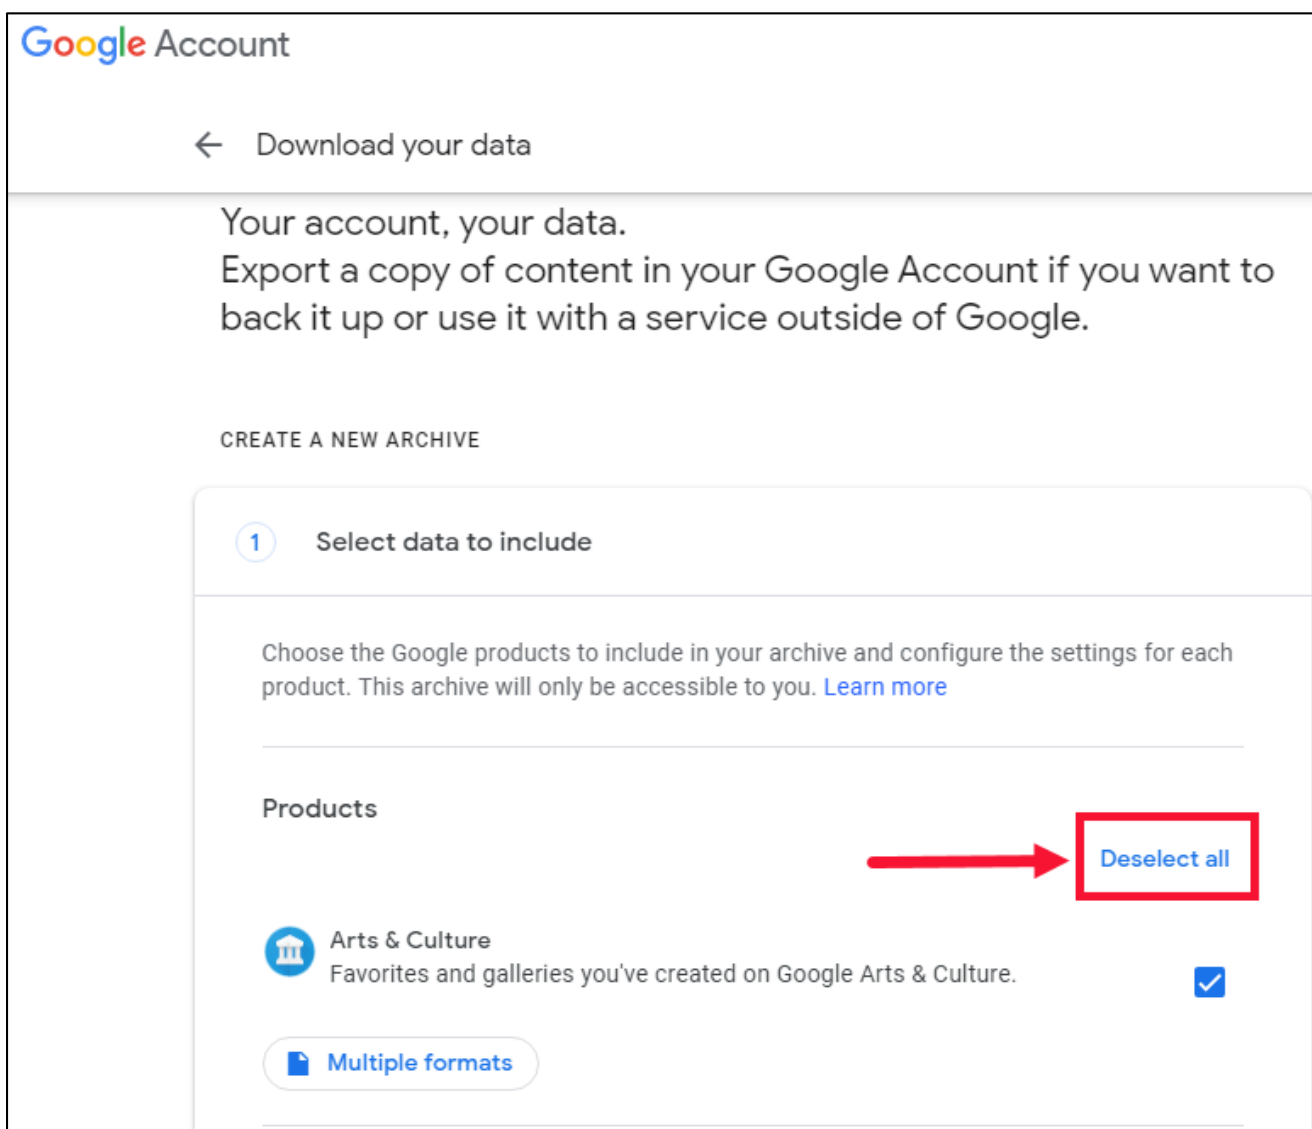 Google Account
Download your data
Your account, your data.
Export a copy of content in your Google Account if you want to
back it up or use it with a service outside of Google.
CREATE A NEW ARCHIVE
1 Select data to include
Choose the Google products to include in your archive and configure the settings for each
product. This archive will only be accessible to you. Learn more
Products
Deselect all
Arts & Culture
Favorites and galleries you've created on Google Arts & Culture.
Multiple formats